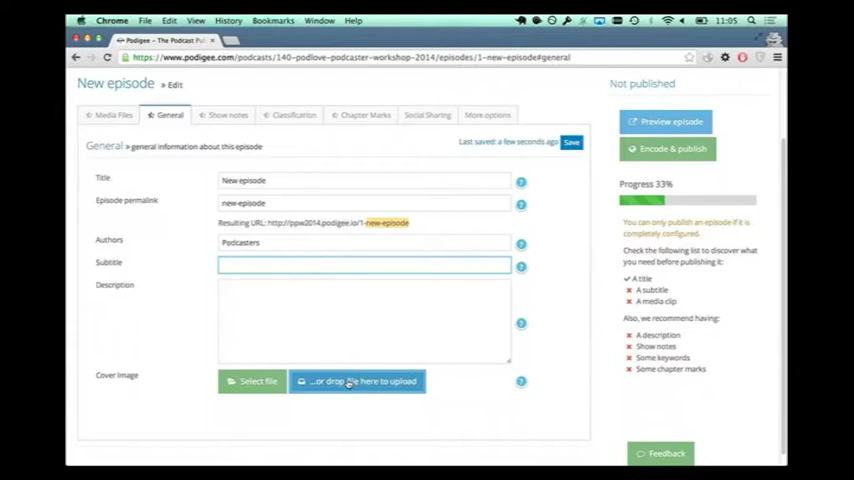 Chrome File Edit View History Bookmarks Window Help 11:05
Podigee – The Podcast Pu
https://www.podigee.com/podcasts/140-podlove-podcaster-workshop-2014/episodes/1-new-episode#general
New episode » Edit
Not published
Media Files General Show notes Classification Chapter Marks Social Sharing More options
Preview episode
General » general information about this episode
Last saved: a few seconds ago Save
Encode & publish
Title New episode ?
Progress 33%
Episode permalink new-episode ?
Resulting URL: http://ppw2014.podigee.io/1-new-episode
You can only publish an episode if it is
completely configured.
Authors Podcasters ?
Check the following list to discover what
you need before publishing it:
Subtitle ?
A title
A subtitle
A media clip
Description ?
Also, we recommend having:
A description
Show notes
Some keywords
Some chapter marks
Cover Image Select file ...or drop file here to upload ?
Feedback